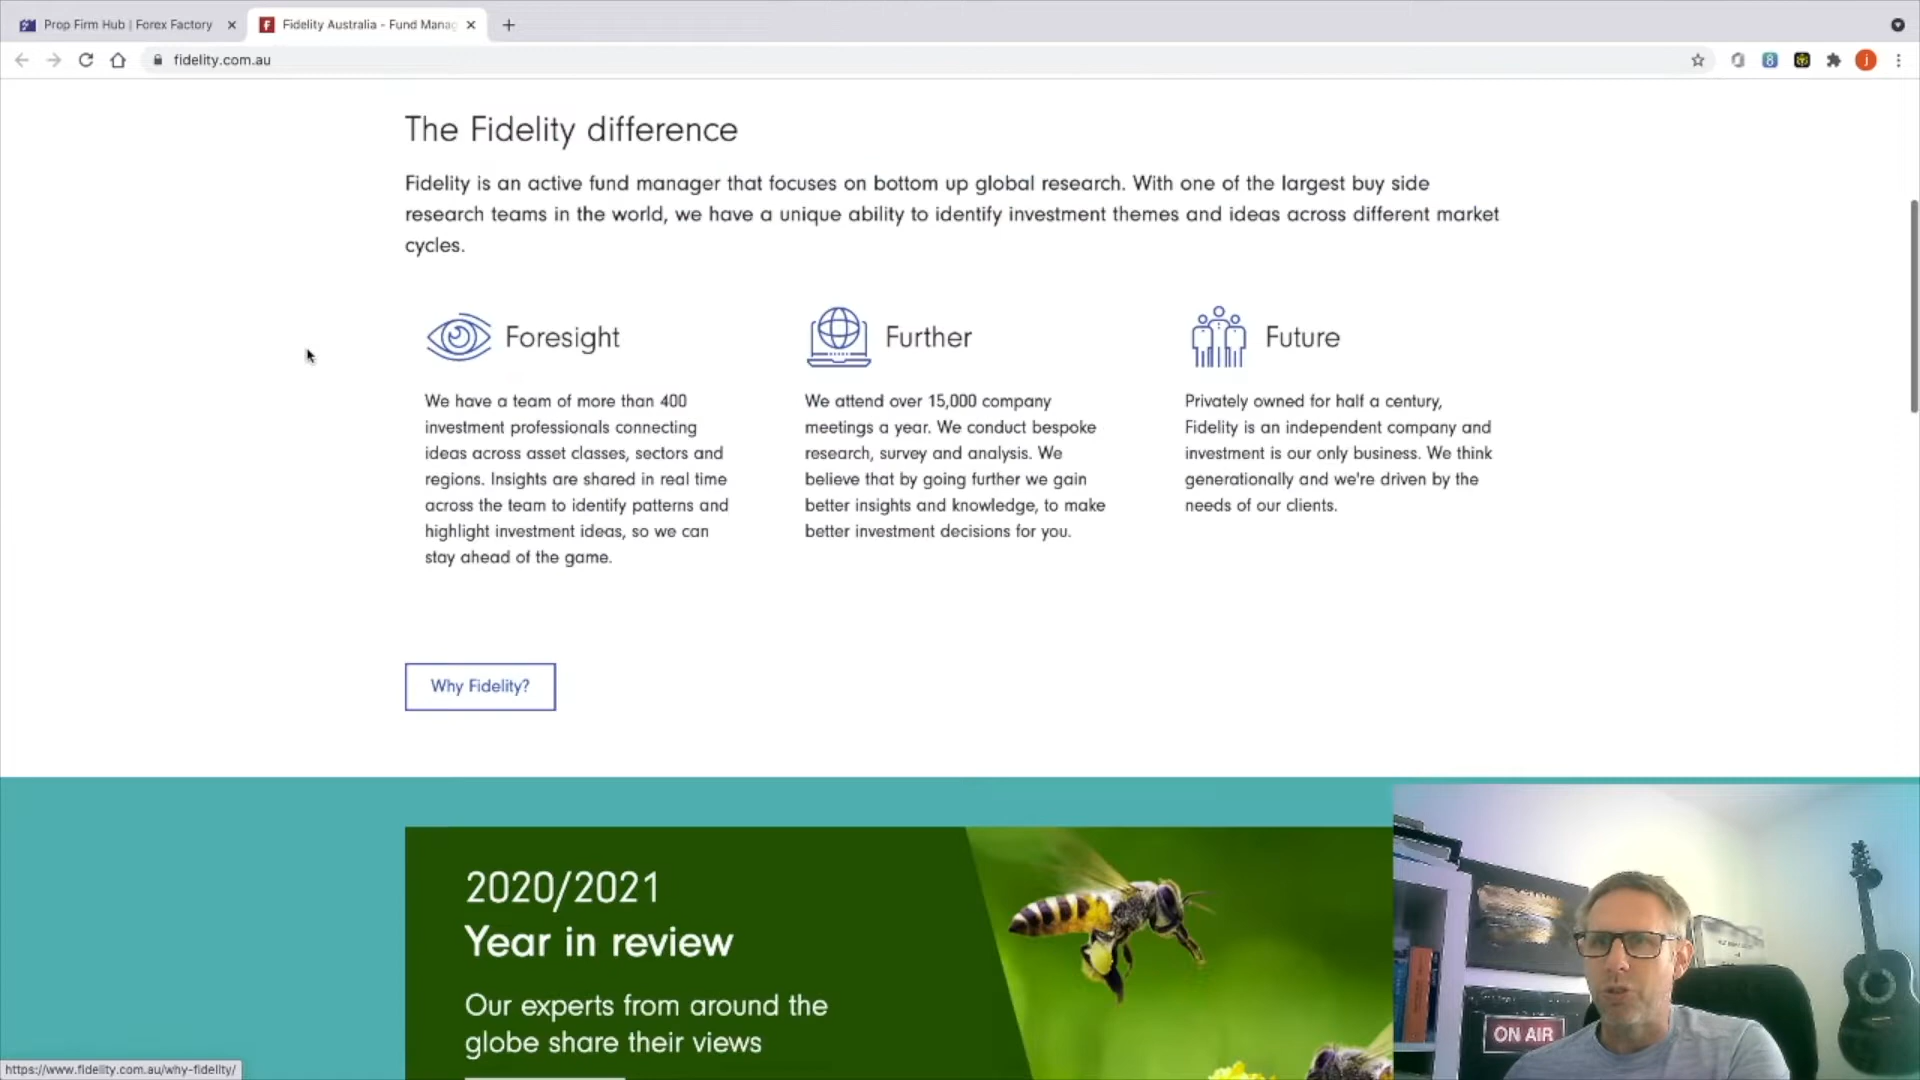 Prop Firm Hub | Forex Factory
Fidelity Australia - Fund Manag
fidelity.com.au
j
The Fidelity difference
Fidelity is an active fund manager that focuses on bottom up global research. With one of the largest buy side
research teams in the world, we have a unique ability to identify investment themes and ideas across different market
cycles.
Foresight
We have a team of more than 400
investment professionals connecting
ideas across asset classes, sectors and
regions. Insights are shared in real time
across the team to identify patterns and
highlight investment ideas, so we can
stay ahead of the game.
Further
We attend over 15,000 company
meetings a year. We conduct bespoke
research, survey and analysis. We
believe that by going further we gain
better insights and knowledge, to make
better investment decisions for you.
Future
Privately owned for half a century,
Fidelity is an independent company and
investment is our only business. We think
generationally and we're driven by the
needs of our clients.
Why Fidelity?
2020/2021
Year in review
Our experts from around the
globe share their views
ON AIR
https://www.fidelity.com.au/why-fidelity/